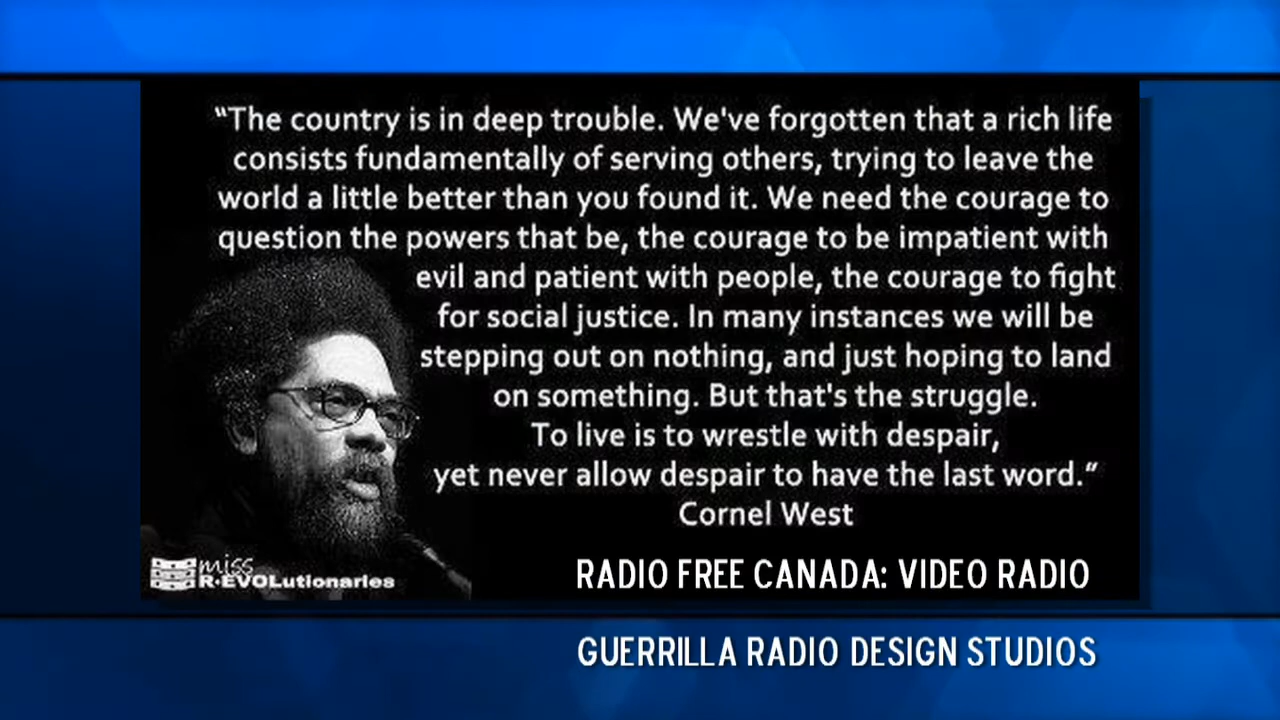 “The country is in deep trouble. We've forgotten that a rich life
consists fundamentally of serving others, trying to leave the
world a little better than you found it. We need the courage to
question the powers that be, the courage to be impatient with
evil and patient with people, the courage to fight
for social justice. In many instances we will be
stepping out on nothing, and just hoping to land
on something. But that's the struggle.
To live is to wrestle with despair,
yet never allow despair to have the last word.”
Cornel West
miss
R•EVOLutionaries
RADIO FREE CANADA: VIDEO RADIO
GUERRILLA RADIO DESIGN STUDIOS